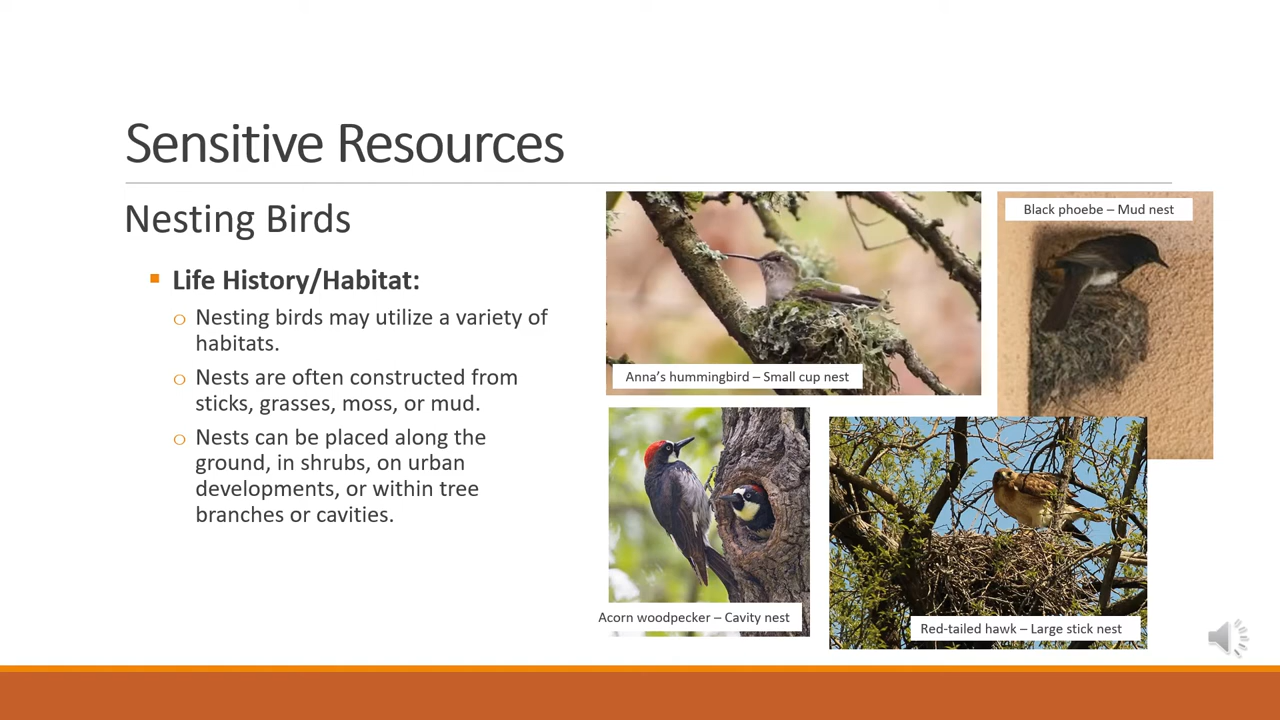 Sensitive Resources
Nesting Birds
Life History/Habitat:
Nesting birds may utilize a variety of
habitats.
Nests are often constructed from
sticks, grasses, moss, or mud.
Nests can be placed along the
ground, in shrubs, on urban
developments, or within tree
branches or cavities.
Anna’s hummingbird – Small cup nest
Black phoebe – Mud nest
Acorn woodpecker – Cavity nest
Red-tailed hawk – Large stick nest